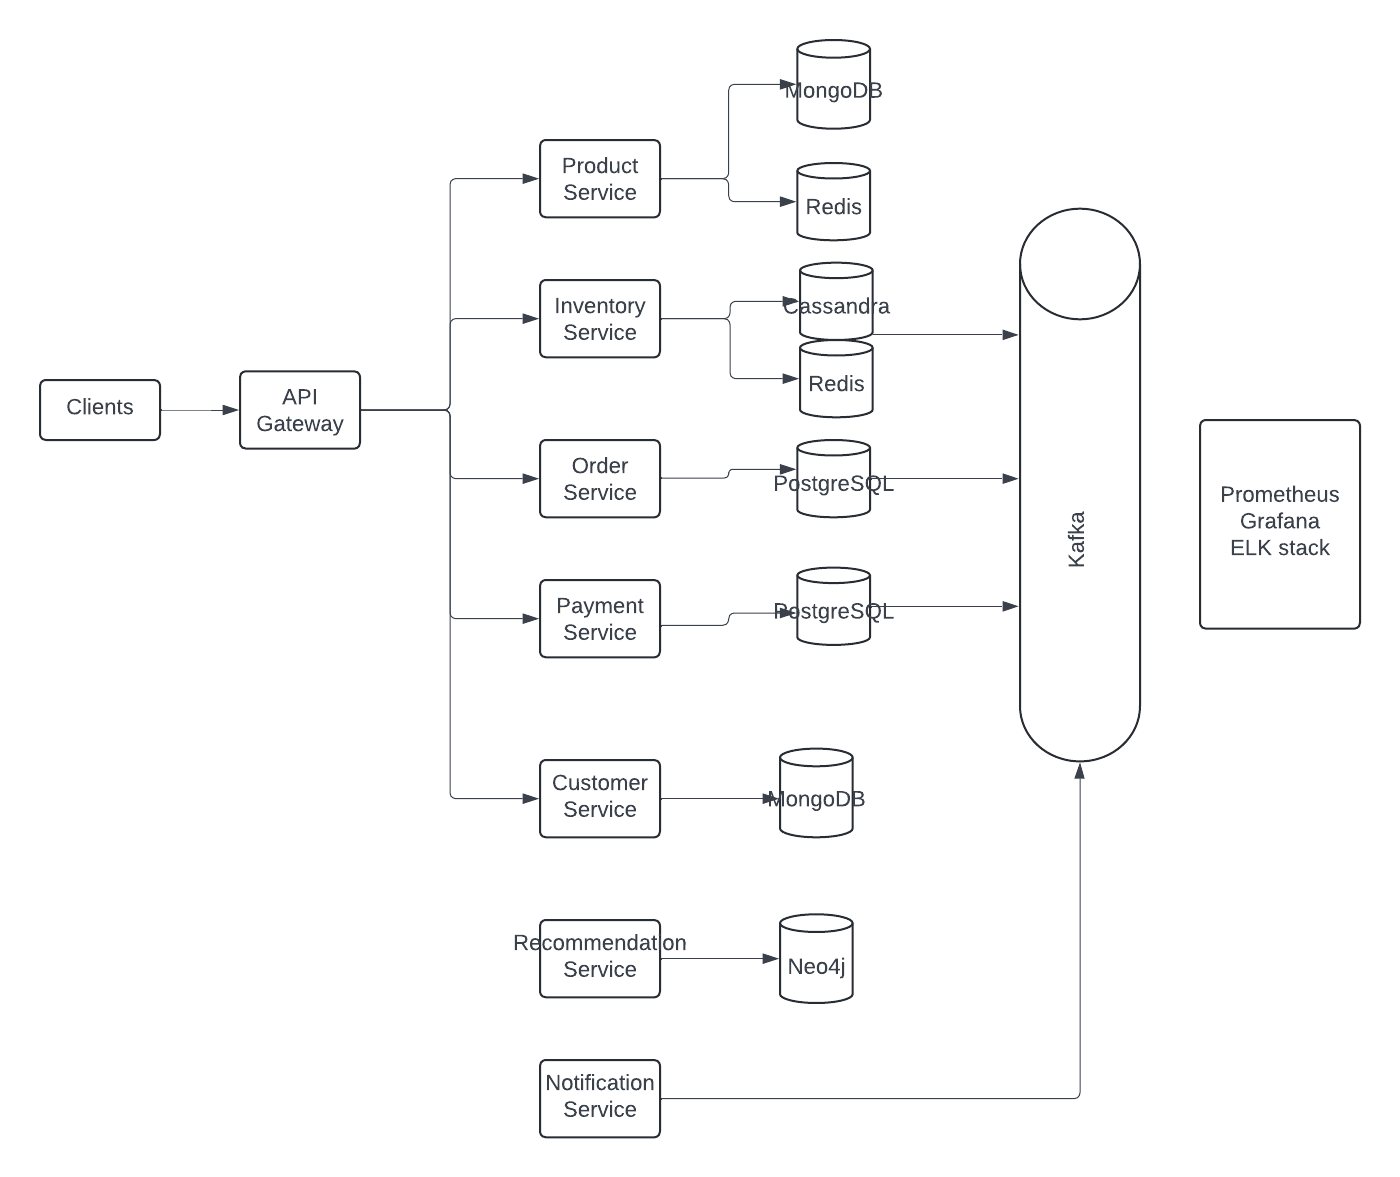 MongoDB
Product
Service
Redis
Inventory
Service
Cassandra
Redis
Clients
API
Gateway
Order
Service
PostgreSQL
Kafka
Prometheus
Grafana
ELK stack
Payment
Service
PostgreSQL
Customer
Service
MongoDB
Recommendation
Service
Neo4j
Notification
Service